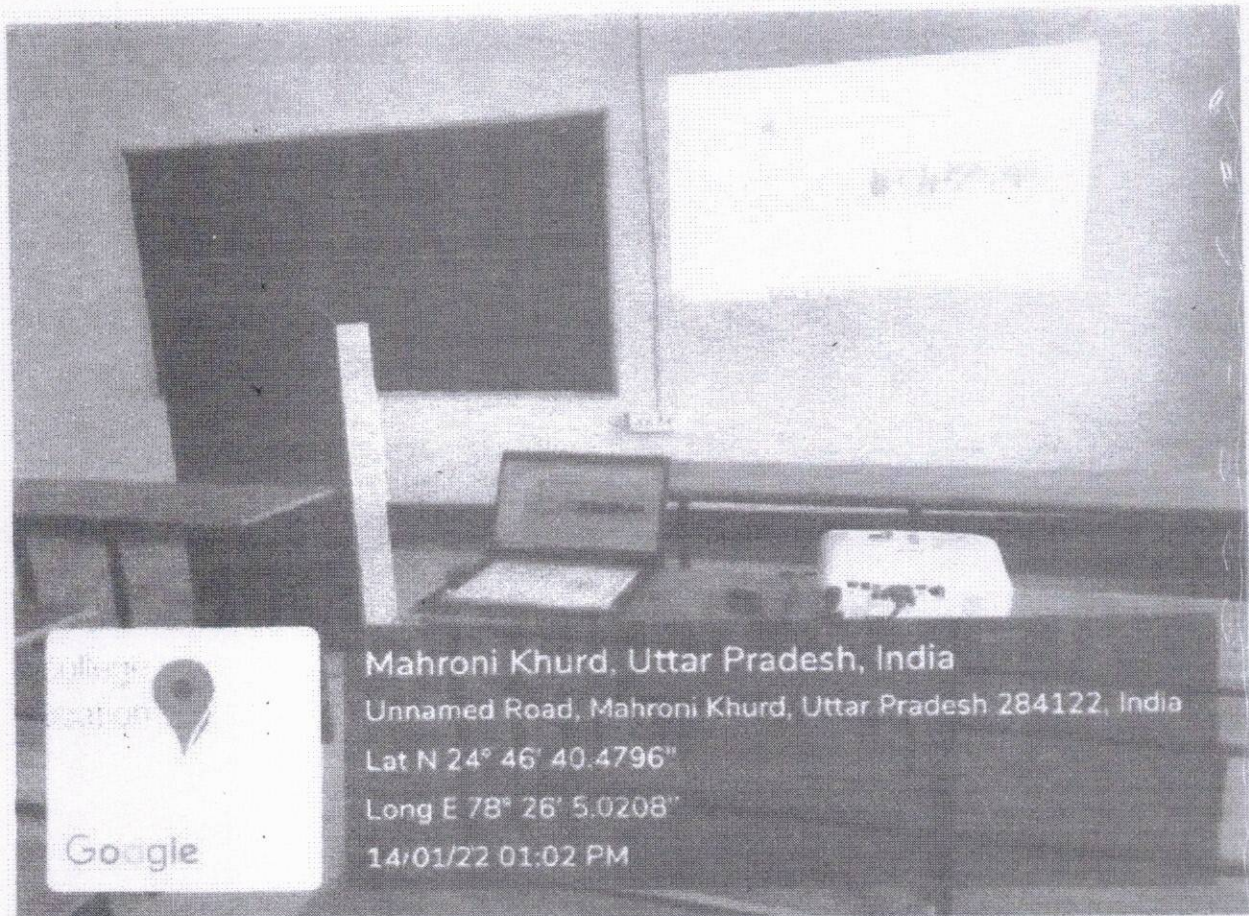 Mahroni Khurd, Uttar Pradesh, India
Unnamed Road, Mahroni Khurd, Uttar Pradesh 284122, India
Lat N 24° 46' 40.4796"
Long E 78° 26' 5.0208"
14/01/22 01:02 PM
Google